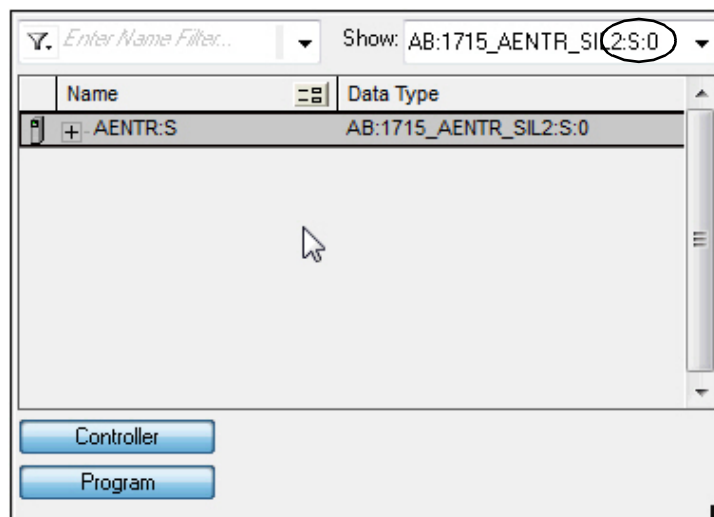 Enter Name Filter... Show: AB:1715_AENTR_SIL2:S:0
Name Data Type
AENTR:S AB:1715_AENTR_SIL2:S:0
Controller
Program